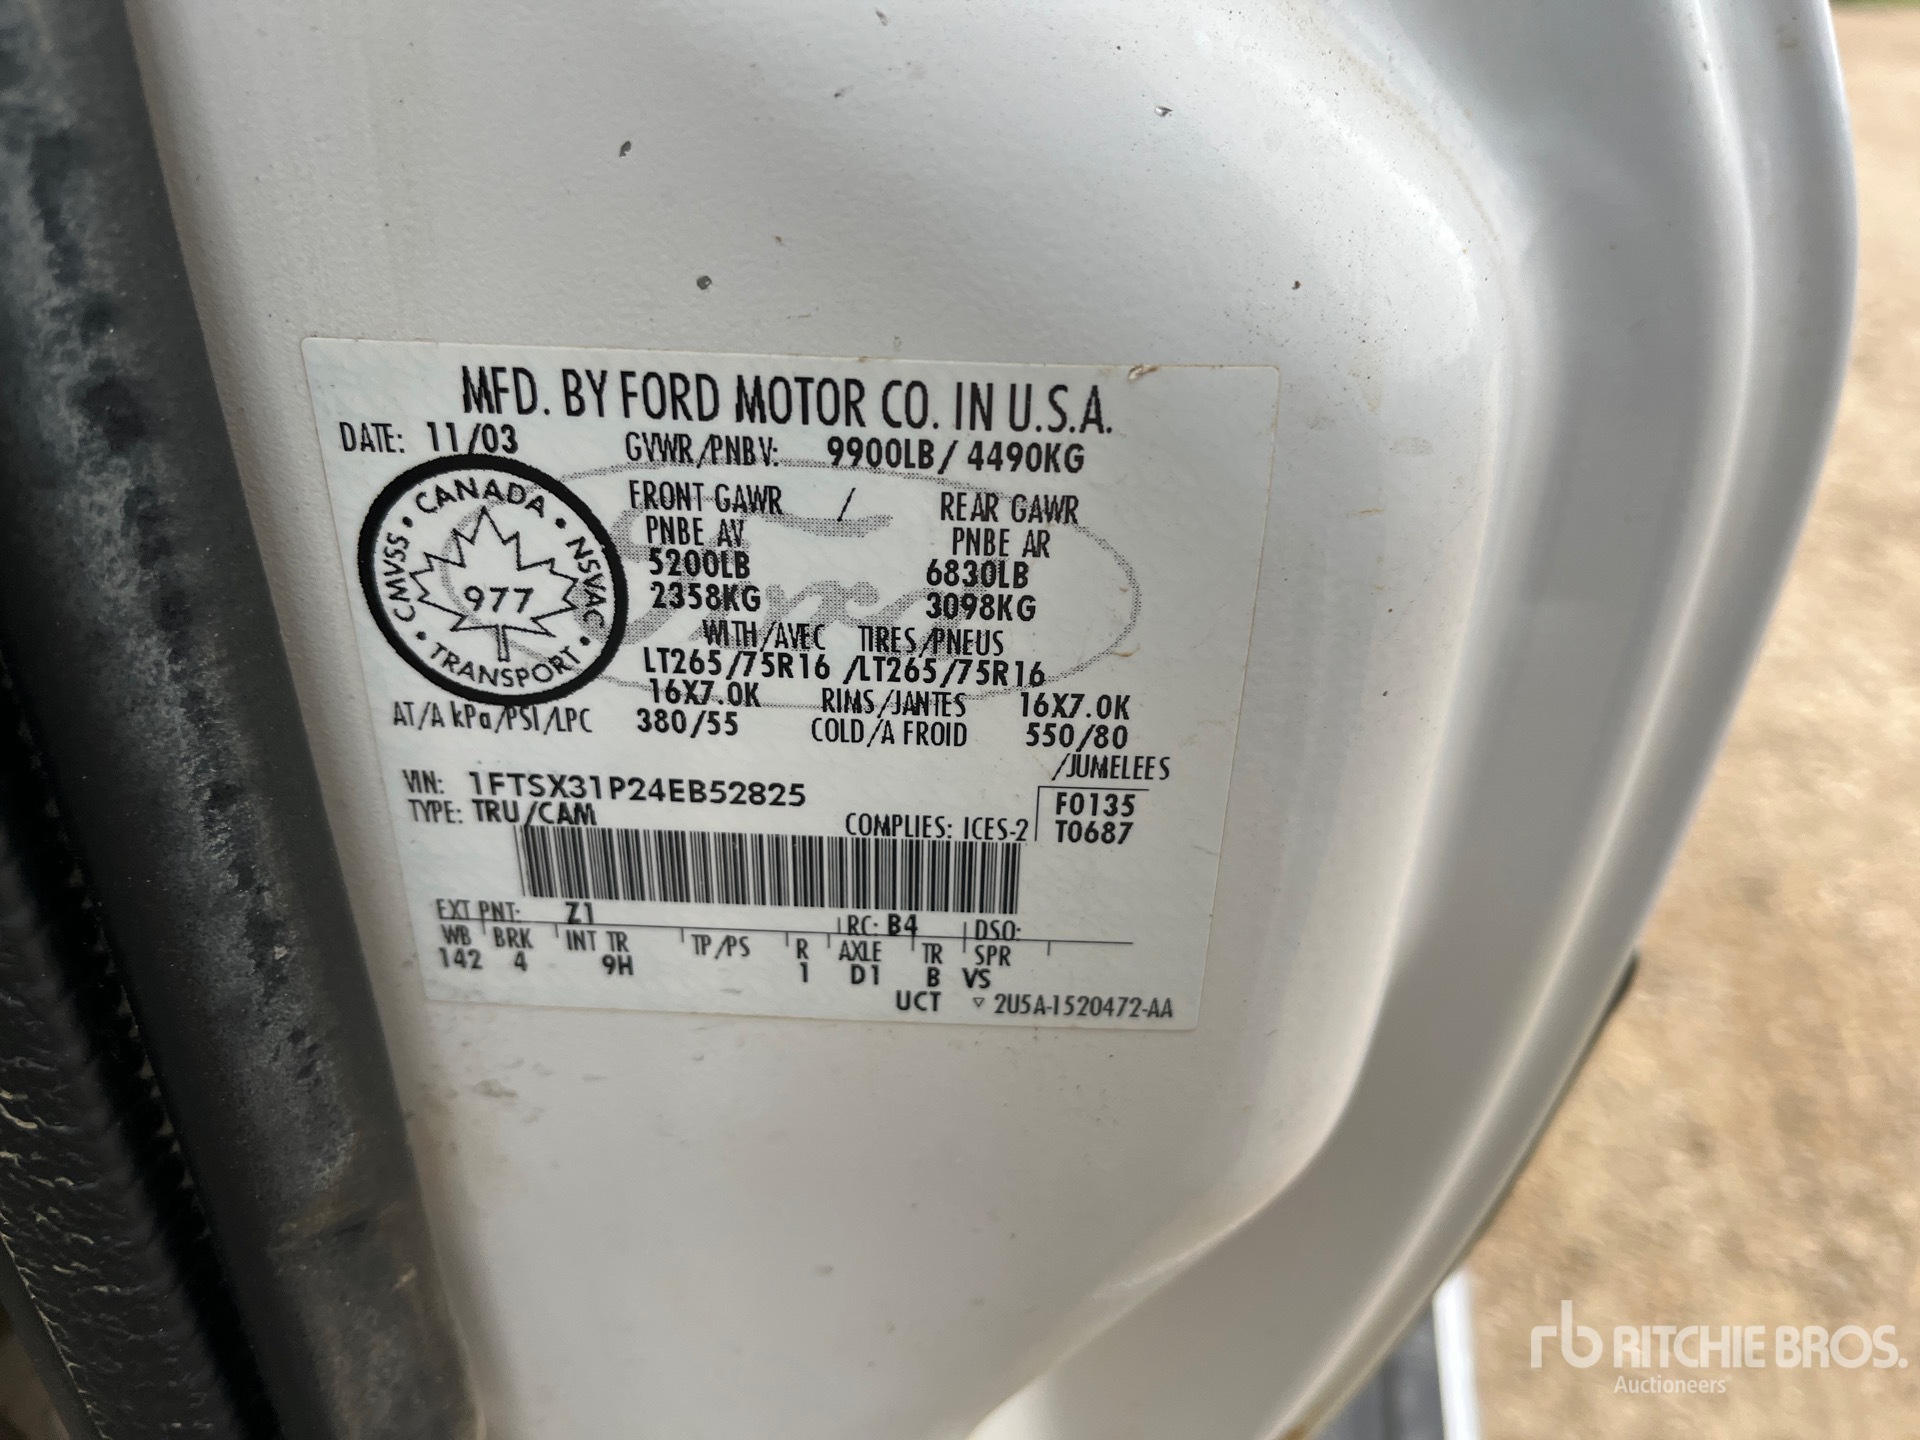 MFD. BY FORD MOTOR CO. IN U.S.A.
DATE: 11/03 GVWR/PNBV: 9900LB/ 4490KG
CANADA • NSVAC • TRANSPORT • CMVSS •
977
FRONT GAWR / REAR GAWR
PNBE AV PNBE AR
5200LB 6830LB
2358KG 3098KG
WITH/AVEC TIRES/PNEUS
LT265/75R16 /LT265/75R16
16X7.0K RIMS/JANTES 16X7.0K
AT/A kPa/PSI/LPC 380/55 COLD/A FROID 550/80
/JUMELEES
VIN: 1FTSX31P24EB52825 F0135
TYPE: TRU/CAM COMPLIES: ICES-2 T0687
EXT PNT: Z1 RC: B4 DSO:
WB BRK INT TR TP/PS R AXLE TR SPR
142 4 9H 1 D1 B VS
UCT ▽ 2U5A-1520472-AA
rb RITCHIE BROS.
Auctioneers